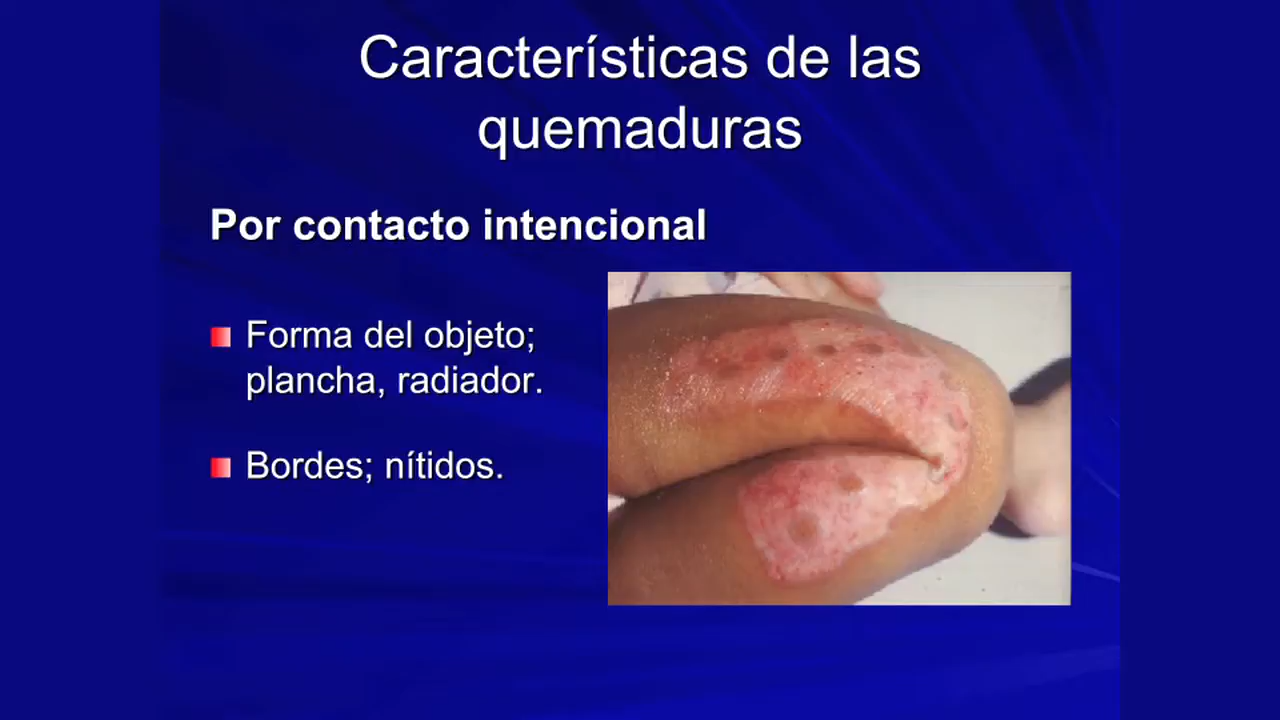 Características de las
quemaduras
Por contacto intencional
Forma del objeto;
plancha, radiador.
Bordes; nítidos.